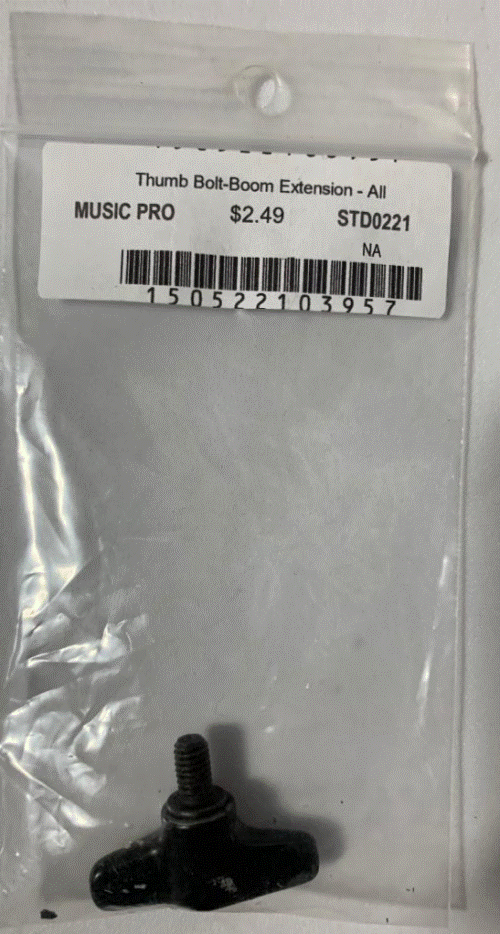 Thumb Bolt-Boom Extension - All
MUSIC PRO $2.49 STD0221
NA
150522103957